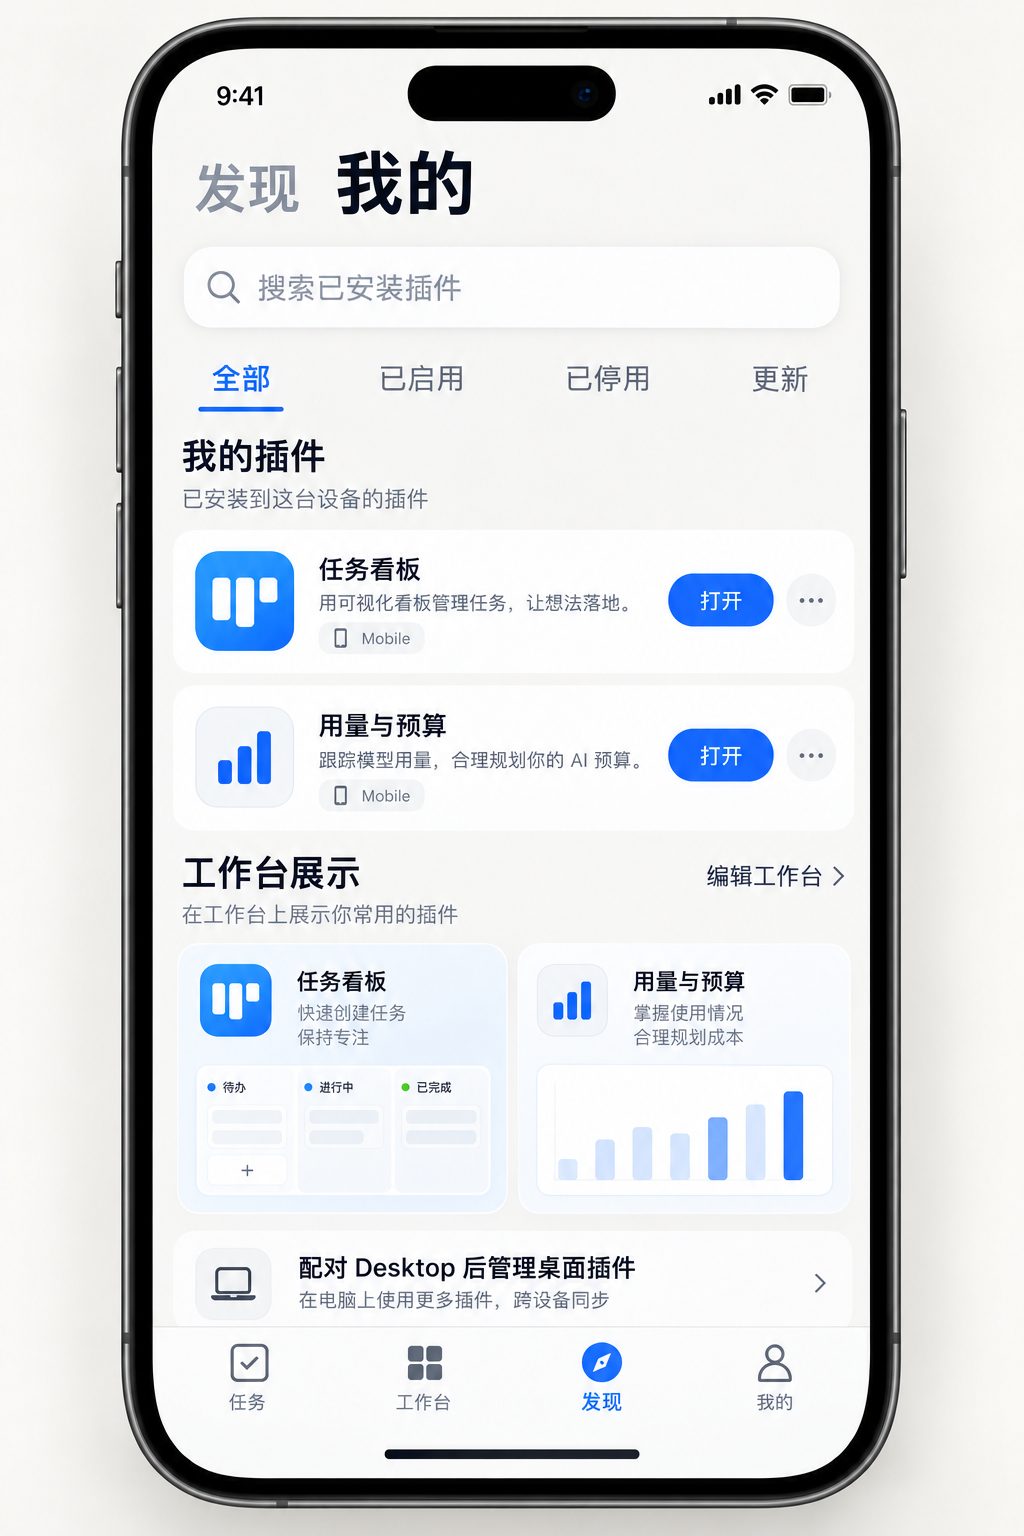 9:41
发现 我的
搜索已安装插件
全部 已启用 已停用 更新
我的插件
已安装到这台设备的插件
任务看板
用可视化看板管理任务，让想法落地。
Mobile
打开
用量与预算
跟踪模型用量，合理规划你的 AI 预算。
Mobile
打开
工作台展示
编辑工作台
在工作台上展示你常用的插件
任务看板
快速创建任务
保持专注
待办 进行中 已完成
用量与预算
掌握使用情况
合理规划成本
配对 Desktop 后管理桌面插件
在电脑上使用更多插件，跨设备同步
任务 工作台 发现 我的